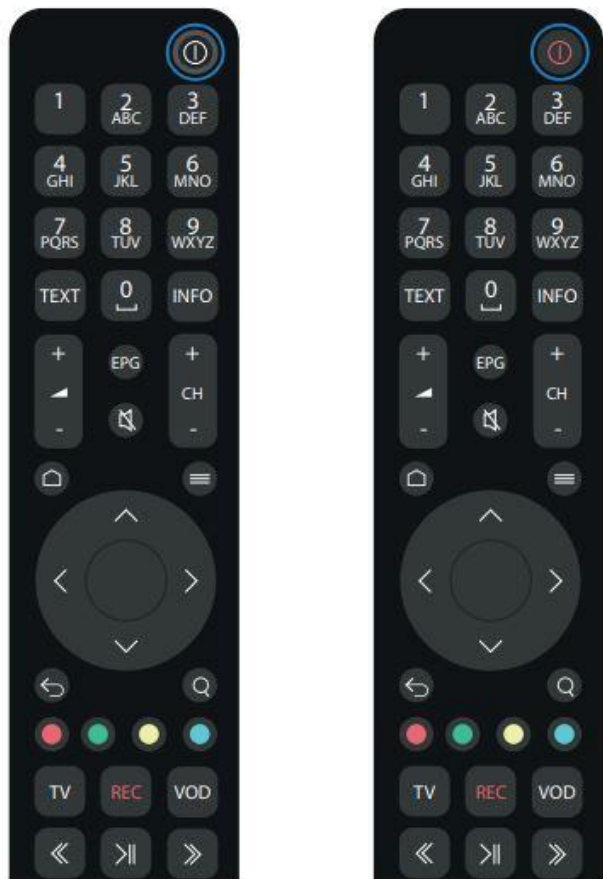 1 2 3
ABC DEF
4 5 6
GHI JKL MNO
7 8 9
PQRS TUV WXYZ
TEXT 0 INFO
+ EPG +
CH
- -
TV REC VOD
1 2 3
ABC DEF
4 5 6
GHI JKL MNO
7 8 9
PQRS TUV WXYZ
TEXT 0 INFO
+ EPG +
CH
- -
TV REC VOD